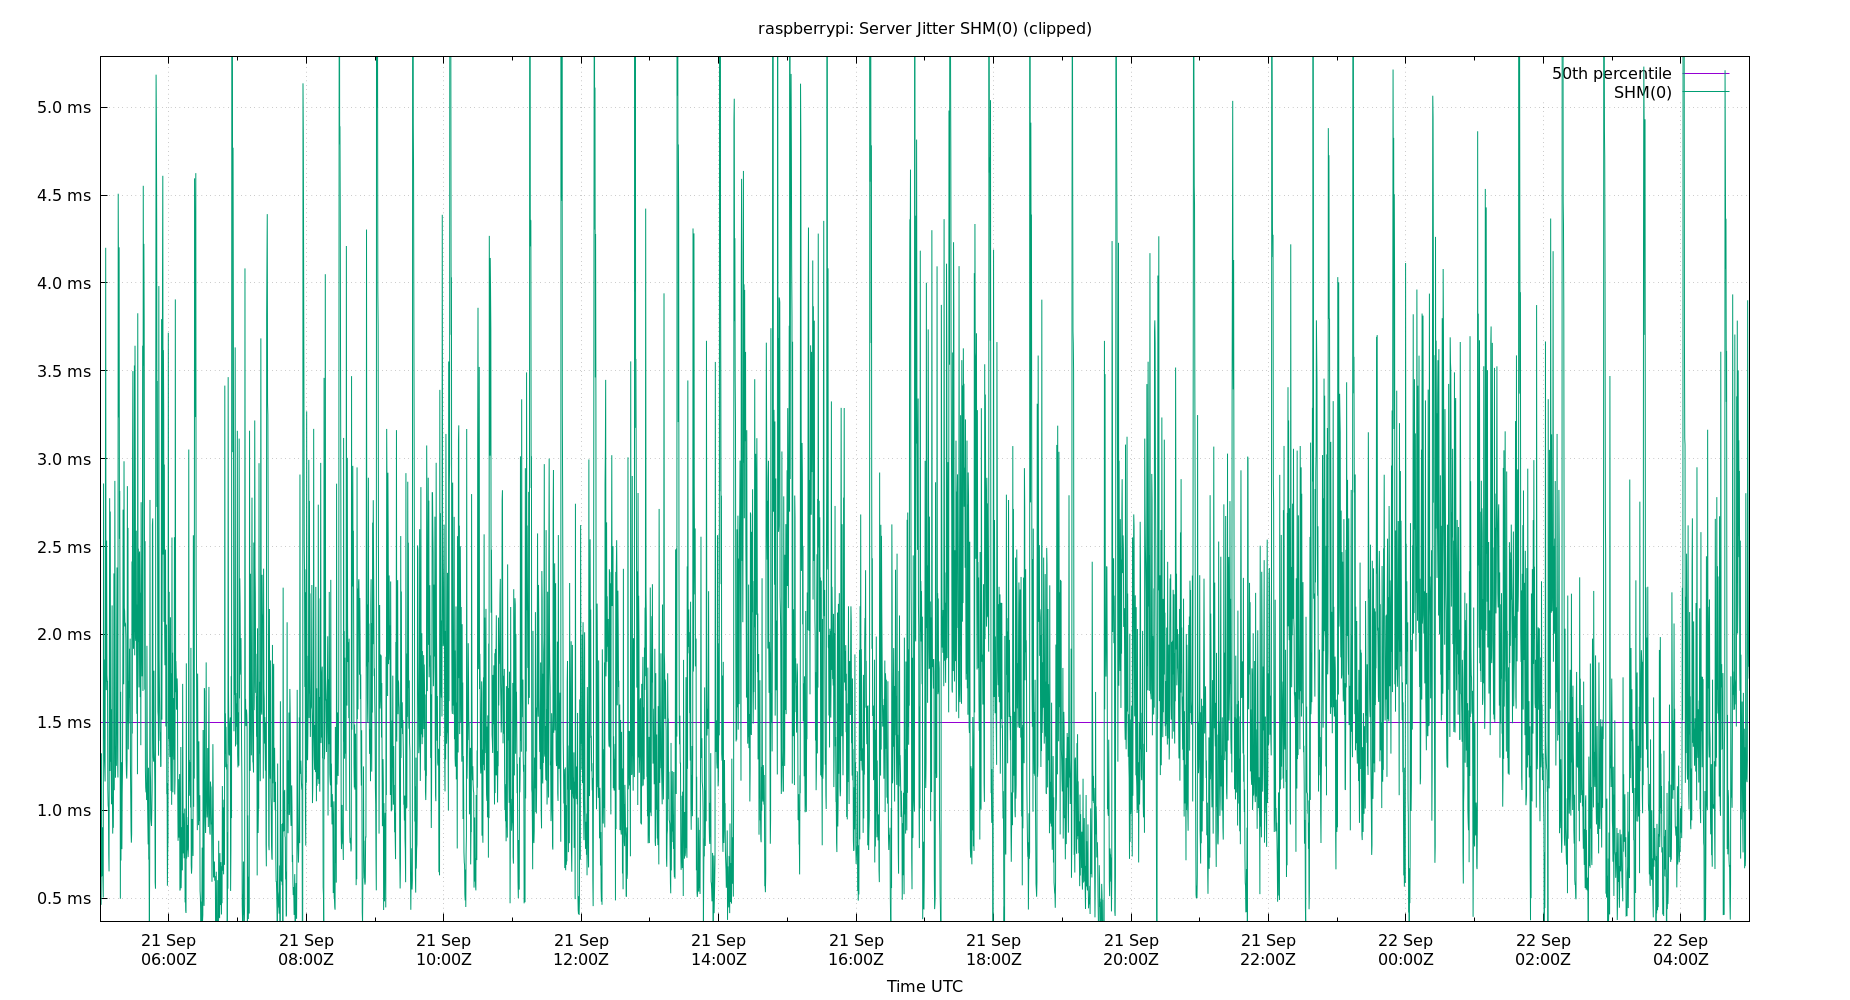 raspberrypi: Server Jitter SHM(0) (clipped)
50th percentile
SHM(0)
5.0 ms
4.5 ms
4.0 ms
3.5 ms
3.0 ms
2.5 ms
2.0 ms
1.5 ms
1.0 ms
0.5 ms
21 Sep 21 Sep 21 Sep 21 Sep 21 Sep 21 Sep 21 Sep 21 Sep 21 Sep 22 Sep 22 Sep 22 Sep
06:00Z 08:00Z 10:00Z 12:00Z 14:00Z 16:00Z 18:00Z 20:00Z 22:00Z 00:00Z 02:00Z 04:00Z
Time UTC